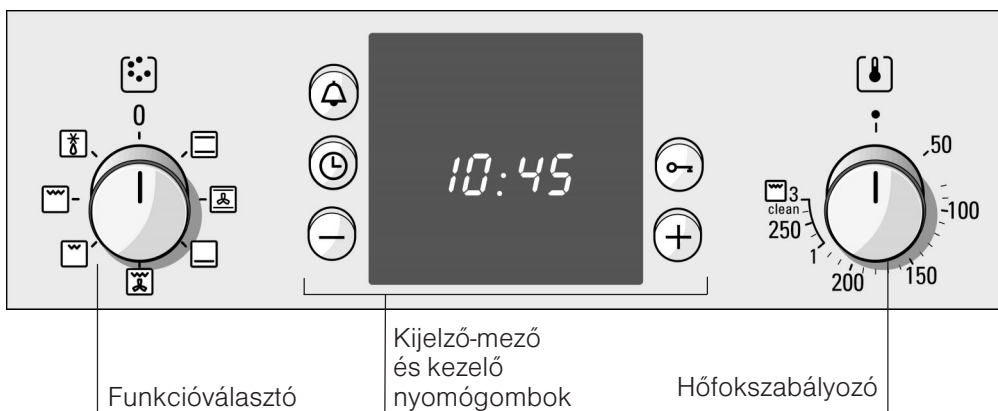 0
10:45
50
100
150
200
250
3
clean
1
Funkcióválasztó
Kijelző-mező
és kezelő
nyomógombok
Hőfokszabályozó